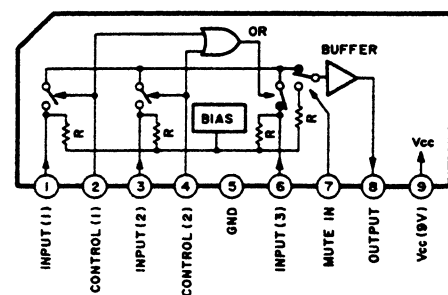 OR
BUFFER
BIAS
R
R
R
R
Vcc
1
2
3
4
5
6
7
8
9
INPUT (1)
CONTROL (1)
INPUT (2)
CONTROL (2)
GND
INPUT (3)
MUTE IN
OUTPUT
Vcc (9V)